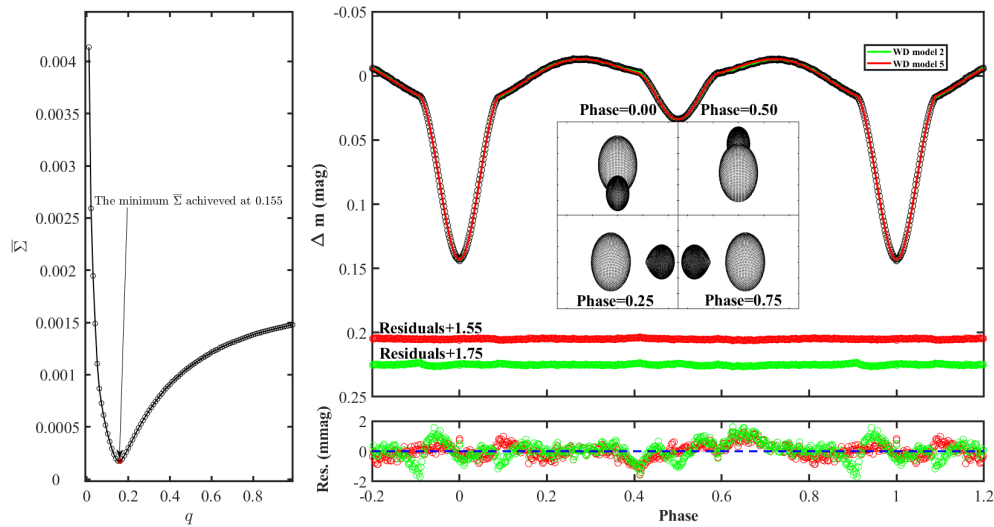 0.004
0.0035
0.003
0.0025
0.002
0.0015
0.001
0.0005
0
Σ̅
The minimum Σ̅ achiveved at 0.155
0 0.2 0.4 0.6 0.8
q
-0.05
0
0.05
0.1
0.15
0.2
0.25
Δ m (mag)
WD model 2
WD model 5
Phase=0.00 Phase=0.50
Phase=0.25 Phase=0.75
Residuals+1.55
Residuals+1.75
2
0
-2
Res. (mmag)
-0.2 0 0.2 0.4 0.6 0.8 1 1.2
Phase